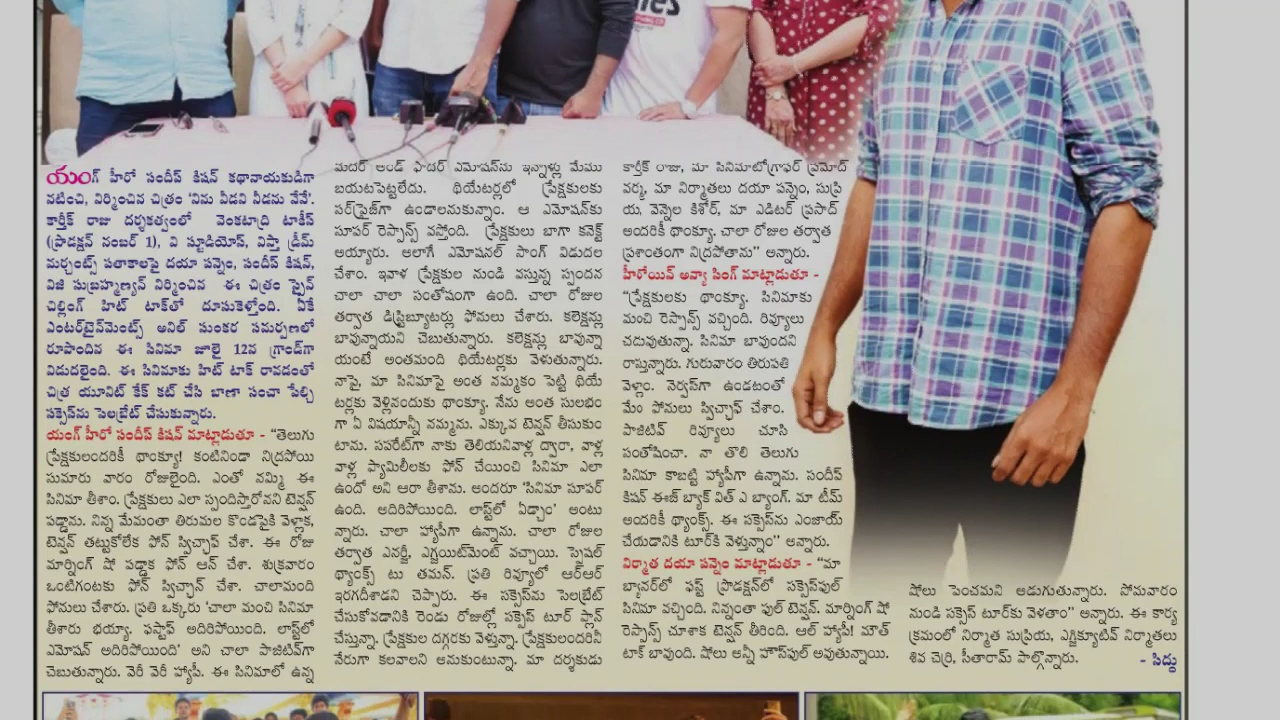 యంగ్ హీరో సందీప్ కిషన్ కథానాయకుడిగా
నటించి, నిర్మించిన చిత్రం 'నిను వీడని నీడను నేనే'.
కార్తీక్ రాజు దర్శకత్వంలో వెంకటాద్రి టాకీస్
(ప్రొడక్షన్ నంబర్ 1), వి స్టూడియోస్, విస్తా డ్రీమ్
మర్చంట్స్ పతాకాలపై దయా పన్నెం, సందీప్ కిషన్,
విజి సుబ్రహ్మణ్యన్ నిర్మించిన ఈ చిత్రం స్పైన్
చిల్లింగ్ హిట్ టాక్‌తో దూసుకెళ్తోంది. ఏకే
ఎంటర్‌టైన్‌మెంట్స్ అనిల్ సుంకర సమర్పణలో
రూపొందిన ఈ సినిమా జూలై 12న గ్రాండ్‌గా
విడుదలైంది. ఈ సినిమాకు హిట్ టాక్ రావడంతో
చిత్ర యూనిట్ కేక్ కట్ చేసి బాణా సంచా పేల్చి
సక్సెస్‌ను సెలబ్రేట్ చేసుకున్నారు.
యంగ్ హీరో సందీప్ కిషన్ మాట్లాడుతూ - "తెలుగు
ప్రేక్షకులందరికీ థాంక్యూ! కంటినిండా నిద్రపోయి
సుమారు వారం రోజులైంది. ఎంతో నమ్మి ఈ
సినిమా తీశాం. ప్రేక్షకులు ఎలా స్పందిస్తారోనని టెన్షన్
పడ్డాను. నిన్న మేమంతా తిరుమల కొండపైకి వెళ్లాక,
టెన్షన్ తట్టుకోలేక ఫోన్ స్విచ్ఛాఫ్ చేశా. ఈ రోజు
మార్నింగ్ షో పడ్డాక ఫోన్ ఆన్ చేశా. శుక్రవారం
ఒంటిగంటకు ఫోన్ స్విచ్ఛాన్ చేశా. చాలామంది
ఫోనులు చేశారు. ప్రతి ఒక్కరు 'చాలా మంచి సినిమా
తీశారు భయ్యా. ఫస్టాఫ్ అదిరిపోయింది. లాస్ట్‌లో
ఎమోషన్ అదిరిపోయింది' అని చాలా పాజిటివ్‌గా
చెబుతున్నారు. వెరీ వెరీ హ్యాపీ. ఈ సినిమాలో ఉన్న
మదర్ అండ్ ఫాదర్ ఎమోషన్‌ను ఇన్నాళ్లు మేము
బయటపెట్టలేదు. థియేటర్లలో ప్రేక్షకులకు
సర్‌ప్రైజ్‌గా ఉండాలనుకున్నాం. ఆ ఎమోషన్‌కు
సూపర్ రెస్పాన్స్ వస్తోంది. ప్రేక్షకులు బాగా కనెక్ట్
అయ్యారు. అలాగే ఎమోషనల్ సాంగ్ విడుదల
చేశాం. ఇవాళ ప్రేక్షకుల నుండి వస్తున్న స్పందన
చాలా చాలా సంతోషంగా ఉంది. చాలా రోజుల
తర్వాత డిస్ట్రిబ్యూటర్లు ఫోనులు చేశారు. కలెక్షన్లు
బావున్నాయని చెబుతున్నారు. కలెక్షన్లు బావున్నా
యంటే అంతమంది థియేటర్లకు వెళుతున్నారు.
నాపై, మా సినిమాపై అంత నమ్మకం పెట్టి థియే
టర్లకు వెళ్లినందుకు థాంక్యూ. నేను అంత సులభం
గా ఏ విషయాన్నీ నమ్మను. ఎక్కువ టెన్షన్ తీసుకుం
టాను. సపరేట్‌గా నాకు తెలియనివాళ్ల ద్వారా, వాళ్ల
వాళ్ల ఫ్యామిలీలకు ఫోన్ చేయించి సినిమా ఎలా
ఉందో అని ఆరా తీశాను. అందరూ 'సినిమా సూపర్
ఉంది. అదిరిపోయింది. లాస్ట్‌లో ఏడ్చాం' అంటు
న్నారు. చాలా హ్యాపీగా ఉన్నాను. చాలా రోజుల
తర్వాత ఎనర్జీ, ఎగ్జయిట్‌మెంట్ వచ్చాయి. స్పెషల్
థ్యాంక్స్ టు తమన్. ప్రతి రివ్యూలో ఆర్ఆర్
ఇరగదీశాడని చెప్పారు. ఈ సక్సెస్‌ను సెలబ్రేట్
చేసుకోవడానికి రెండు రోజుల్లో సక్సెస్ టూర్ ప్లాన్
చేస్తున్నా. ప్రేక్షకుల దగ్గరకు వెళ్తున్నా. ప్రేక్షకులందరినీ
నేరుగా కలవాలని అనుకుంటున్నా. మా దర్శకుడు
కార్తీక్ రాజు, మా సినిమాటోగ్రాఫర్ ప్రమోద్
వర్మ, మా నిర్మాతలు దయా పన్నెం, సుప్రి
య, వెన్నెల కిశోర్, మా ఎడిటర్ ప్రసాద్
అందరికీ థాంక్యూ. చాలా రోజుల తర్వాత
ప్రశాంతంగా నిద్రపోతాను" అన్నారు.
హీరోయిన్ అన్యా సింగ్ మాట్లాడుతూ -
"ప్రేక్షకులకు థాంక్యూ. సినిమాకు
మంచి రెస్పాన్స్ వచ్చింది. రివ్యూలు
చదువుతున్నా. సినిమా బావుందని
రాస్తున్నారు. గురువారం తిరుపతి
వెళ్లం. నెర్వస్‌గా ఉండటంతో
మేం ఫోనులు స్విచ్ఛాఫ్ చేశాం.
పాజిటివ్ రివ్యూలు చూసి
సంతోషించా. నా తొలి తెలుగు
సినిమా కాబట్టి హ్యాపీగా ఉన్నాను. సందీప్
కిషన్ ఈజ్ బ్యాక్ విత్ ఎ బ్యాంగ్. మా టీమ్
అందరికీ థ్యాంక్స్. ఈ సక్సెస్‌ను ఎంజాయ్
చేయడానికి టూర్‌కి వెళ్తున్నాం" అన్నారు.
నిర్మాత దయా పన్నెం మాట్లాడుతూ - "మా
బ్యానర్‌లో ఫస్ట్ ప్రొడక్షన్‌లో సక్సెస్‌ఫుల్
సినిమా వచ్చింది. నిన్నంతా ఫుల్ టెన్షన్. మార్నింగ్ షో
రెస్పాన్స్ చూశాక టెన్షన్ తీరింది. ఆల్ హ్యాపీ! మౌత్
టాక్ బావుంది. షోలు అన్నీ హౌస్‌ఫుల్ అవుతున్నాయి.
షోలు పెంచమని అడుగుతున్నారు. సోమవారం
నుండి సక్సెస్ టూర్‌కు వెళతాం" అన్నారు. ఈ కార్య
క్రమంలో నిర్మాత సుప్రియ, ఎగ్జిక్యూటివ్ నిర్మాతలు
శివ చెర్రి, సీతారామ్ పాల్గొన్నారు. - సిద్ధు